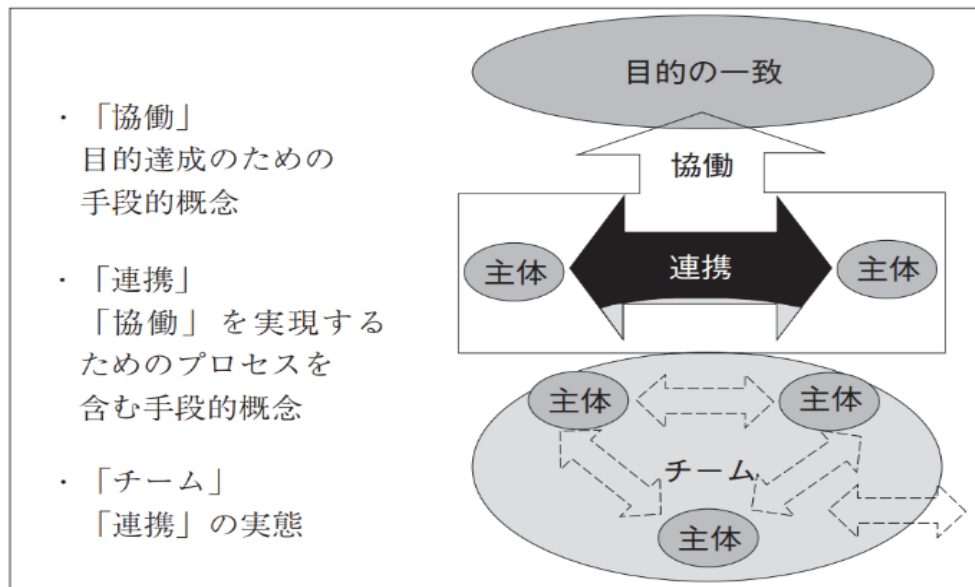 ・「協働」
目的達成のための
手段的概念
・「連携」
「協働」を実現する
ためのプロセスを
含む手段的概念
・「チーム」
「連携」の実態
目的の一致
協働
主体
連携
主体
主体
主体
チーム
主体